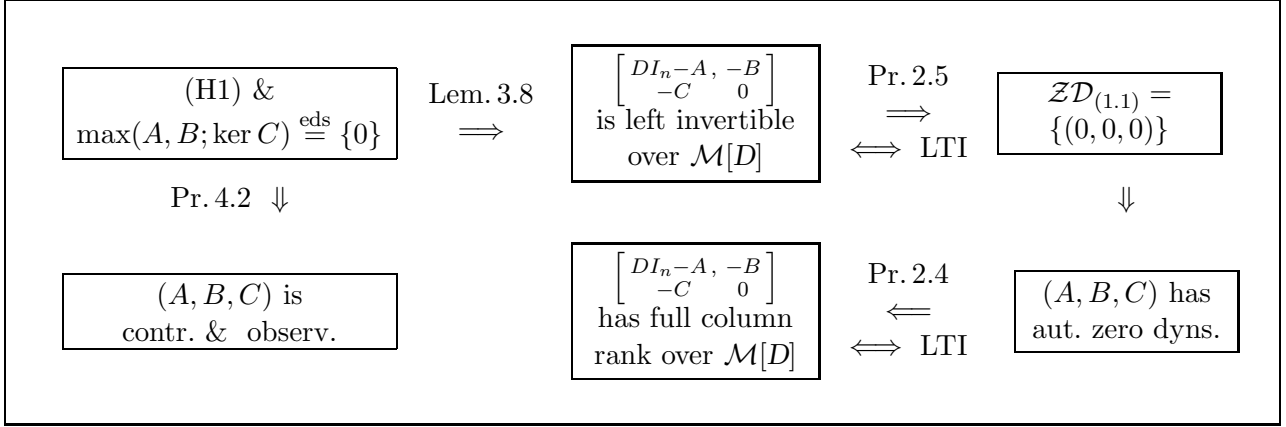 (H1) &
max(A, B; ker C) eds= {0}
Lem. 3.8
⟹
[ DI_n−A, −B
−C 0 ]
is left invertible
over ℳ[D]
Pr. 2.5
⟹
⟺ LTI
𝒵𝒟_(1.1) =
{(0, 0, 0)}
Pr. 4.2 ⇓
⇓
(A, B, C) is
contr. & observ.
[ DI_n−A, −B
−C 0 ]
has full column
rank over ℳ[D]
Pr. 2.4
⟸
⟺ LTI
(A, B, C) has
aut. zero dyns.